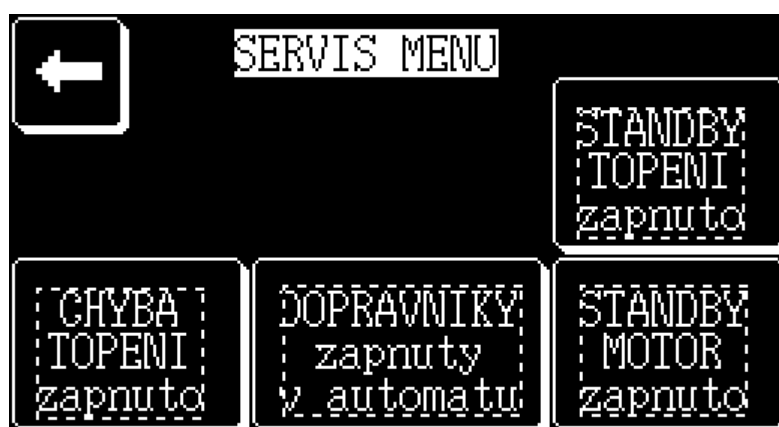 SERVIS MENU
STANDBY
TOPENI
zapnuto
CHYBA
TOPENI
zapnuto
DOPRAVNIKY
zapnuty
v automatu
STANDBY
MOTOR
zapnuto